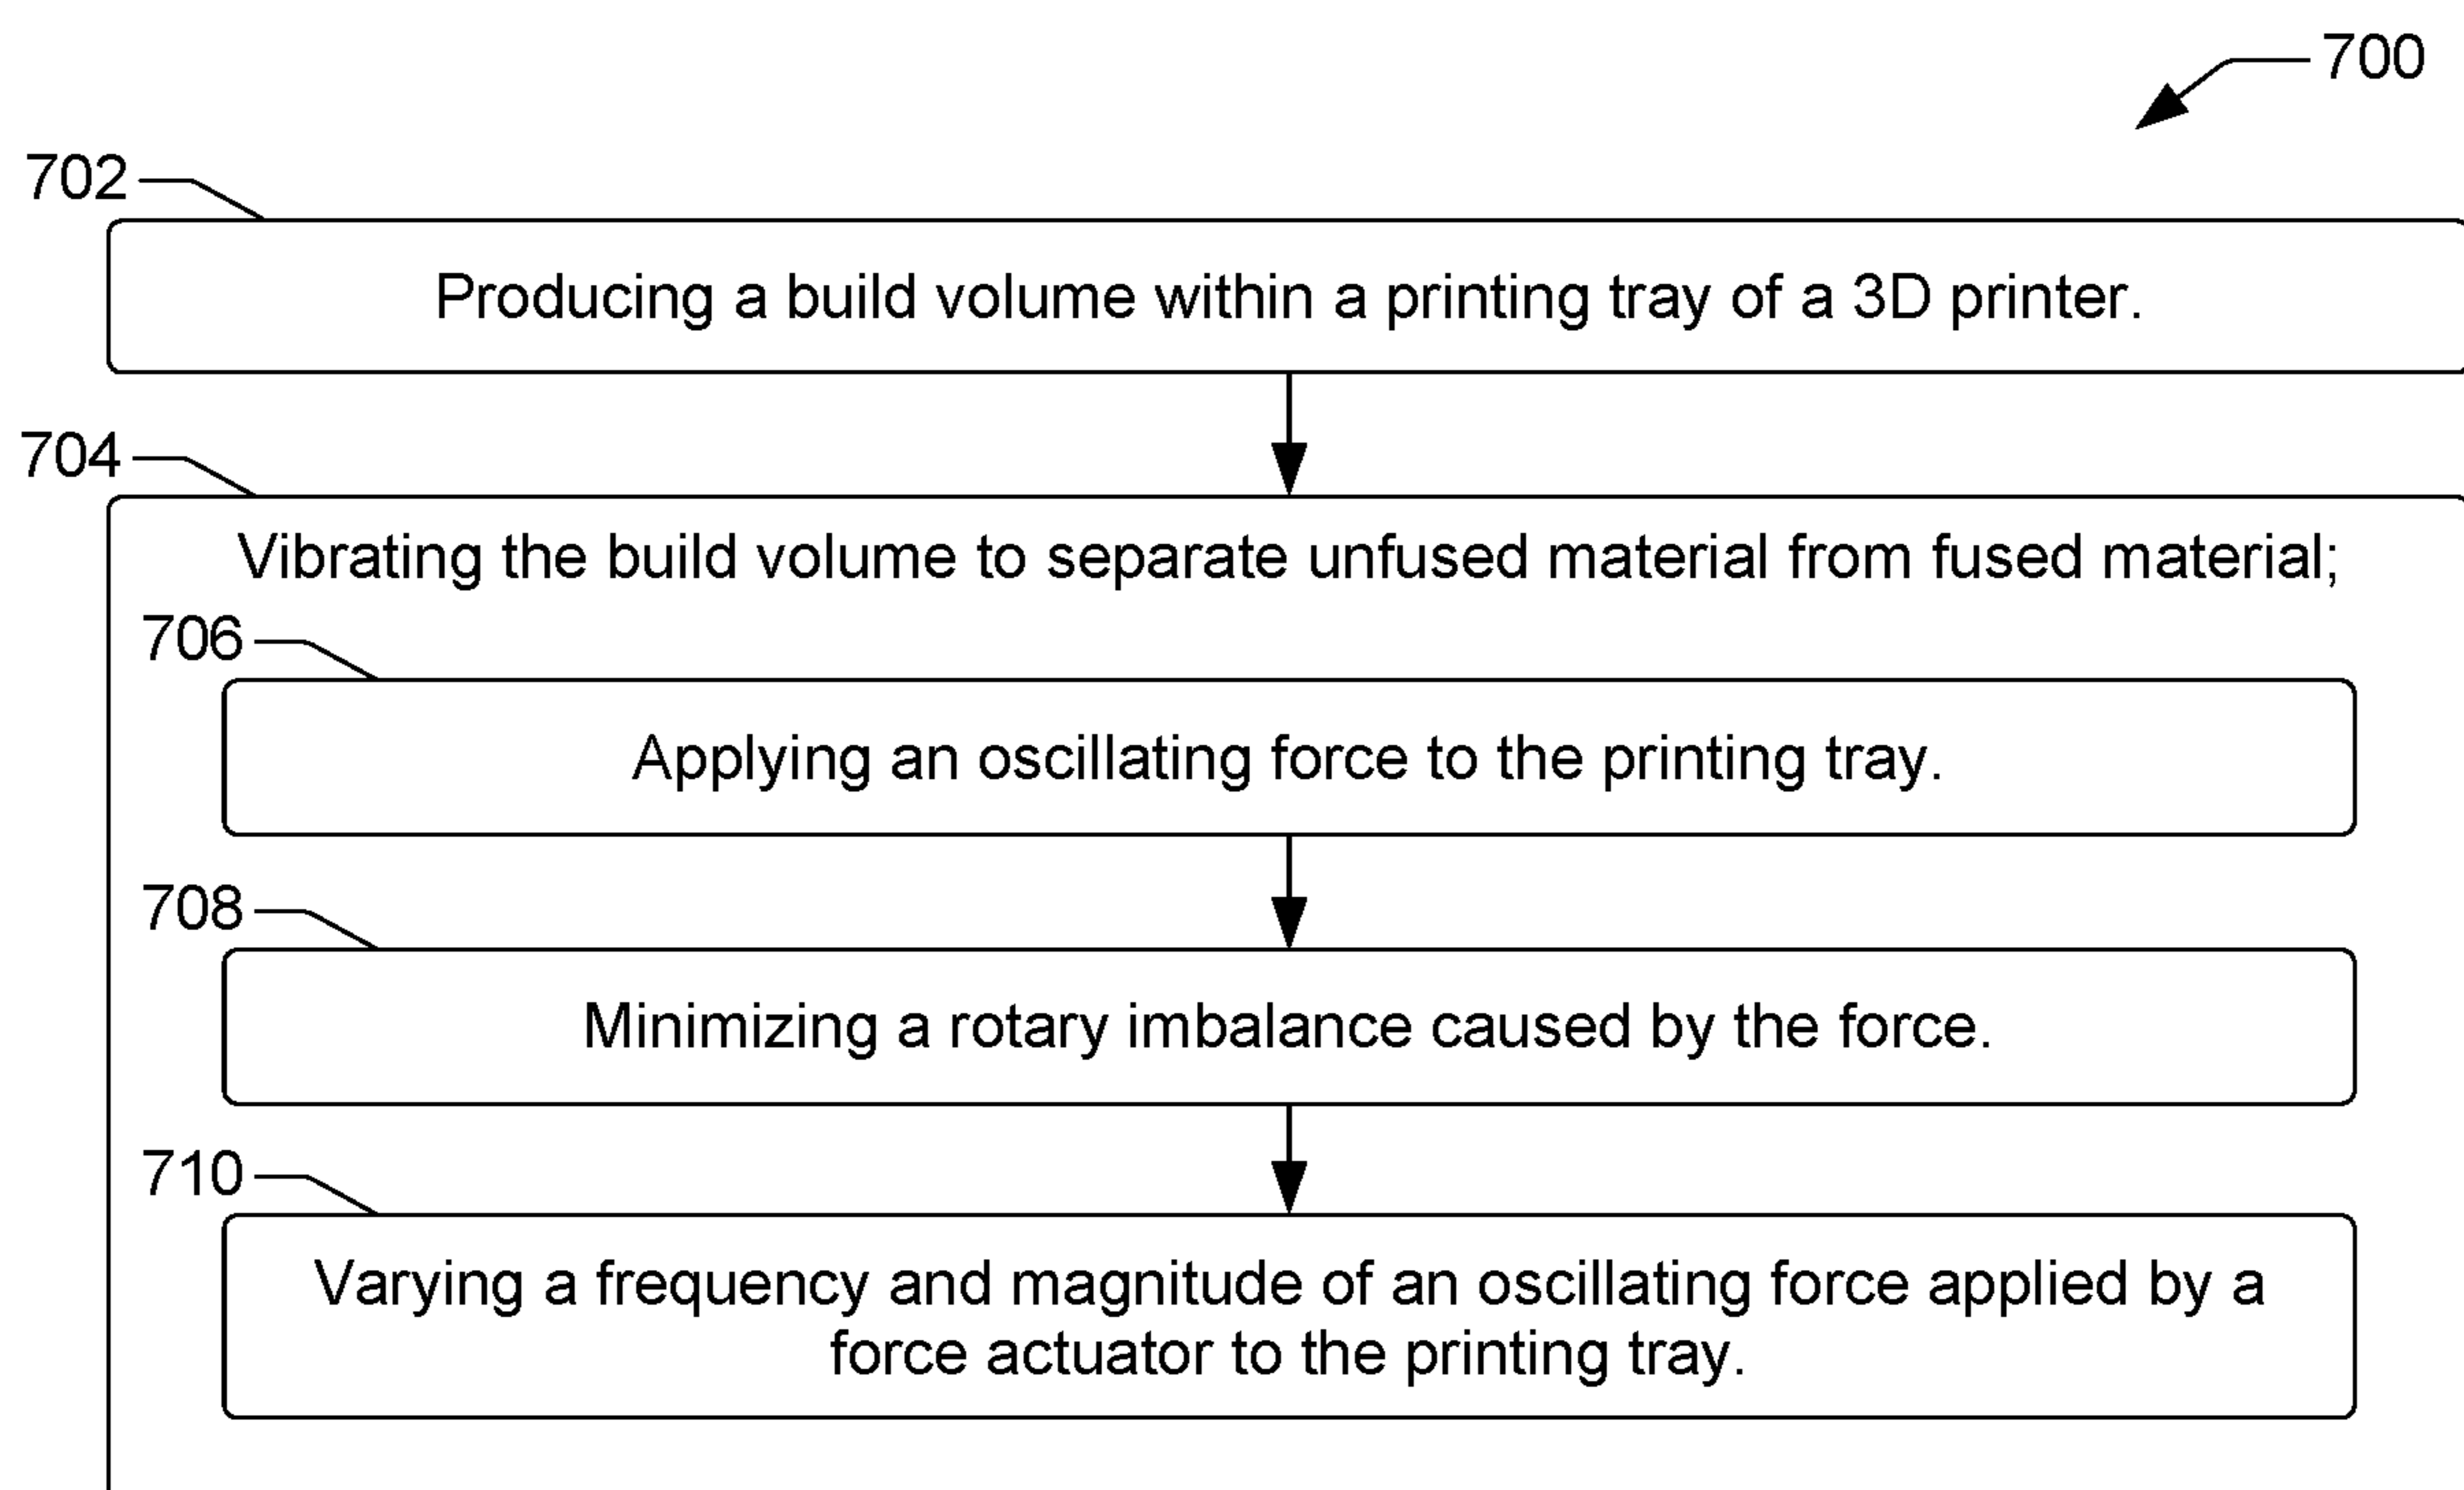 700
702
Producing a build volume within a printing tray of a 3D printer.
704
Vibrating the build volume to separate unfused material from fused material;
706
Applying an oscillating force to the printing tray.
708
Minimizing a rotary imbalance caused by the force.
710
Varying a frequency and magnitude of an oscillating force applied by a
force actuator to the printing tray.